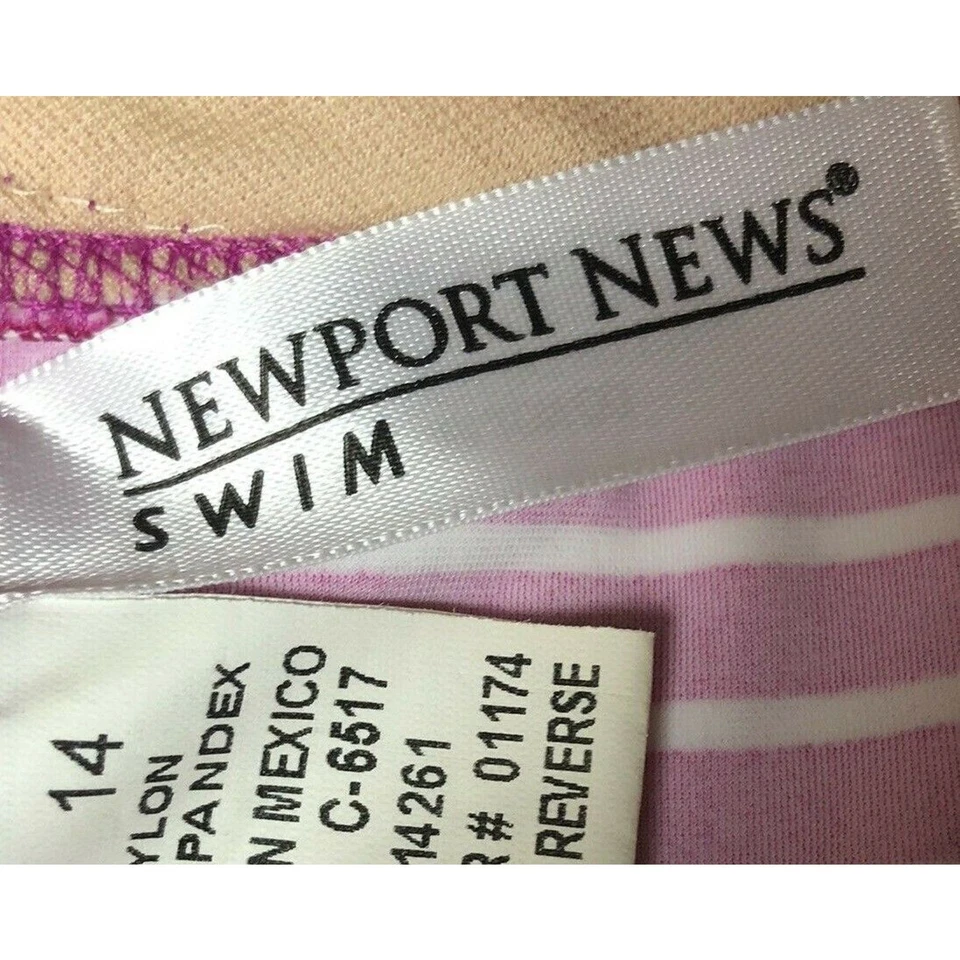 NEWPORT NEWS®
SWIM
14
YLON
PANDEX
N MEXICO
C-6517
14261
R# 01174
REVERSE